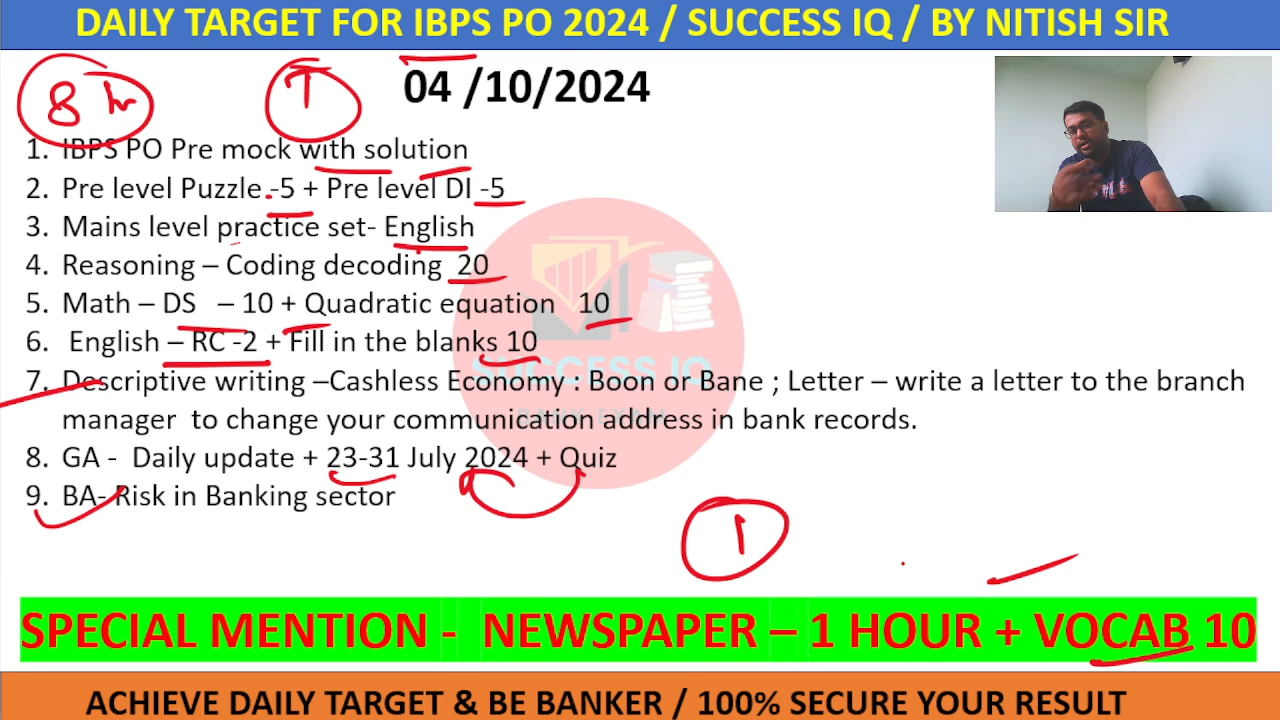 DAILY TARGET FOR IBPS PO 2024 / SUCCESS IQ / BY NITISH SIR
8 hr
T
04 /10/2024
1. IBPS PO Pre mock with solution
2. Pre level Puzzle -5 + Pre level DI -5
3. Mains level practice set- English
4. Reasoning – Coding decoding 20
5. Math – DS – 10 + Quadratic equation 10
6. English – RC -2 + Fill in the blanks 10
7. Descriptive writing –Cashless Economy : Boon or Bane ; Letter – write a letter to the branch
manager to change your communication address in bank records.
8. GA - Daily update + 23-31 July 2024 + Quiz
9. BA- Risk in Banking sector
SUCCESS IQ
1
SPECIAL MENTION - NEWSPAPER – 1 HOUR + VOCAB 10
ACHIEVE DAILY TARGET & BE BANKER / 100% SECURE YOUR RESULT